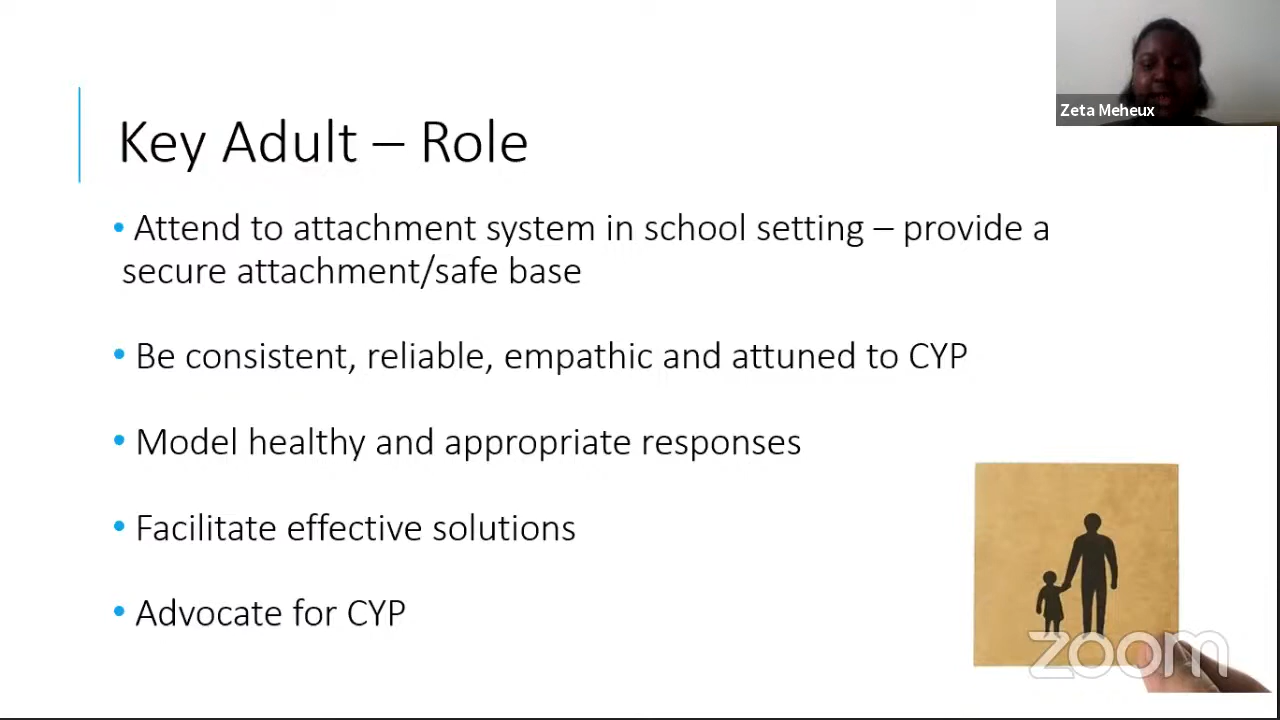 Zeta Meheux
Key Adult – Role
• Attend to attachment system in school setting – provide a
secure attachment/safe base
• Be consistent, reliable, empathic and attuned to CYP
• Model healthy and appropriate responses
• Facilitate effective solutions
• Advocate for CYP
zoom